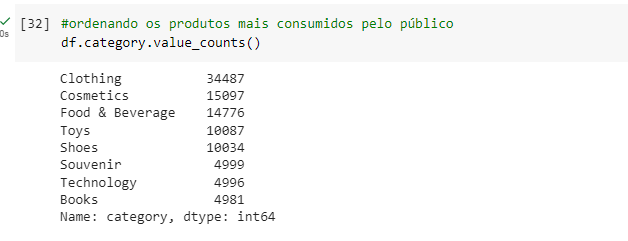 [32] #ordenando os produtos mais consumidos pelo público
0s
df.category.value_counts()
Clothing 34487
Cosmetics 15097
Food & Beverage 14776
Toys 10087
Shoes 10034
Souvenir 4999
Technology 4996
Books 4981
Name: category, dtype: int64